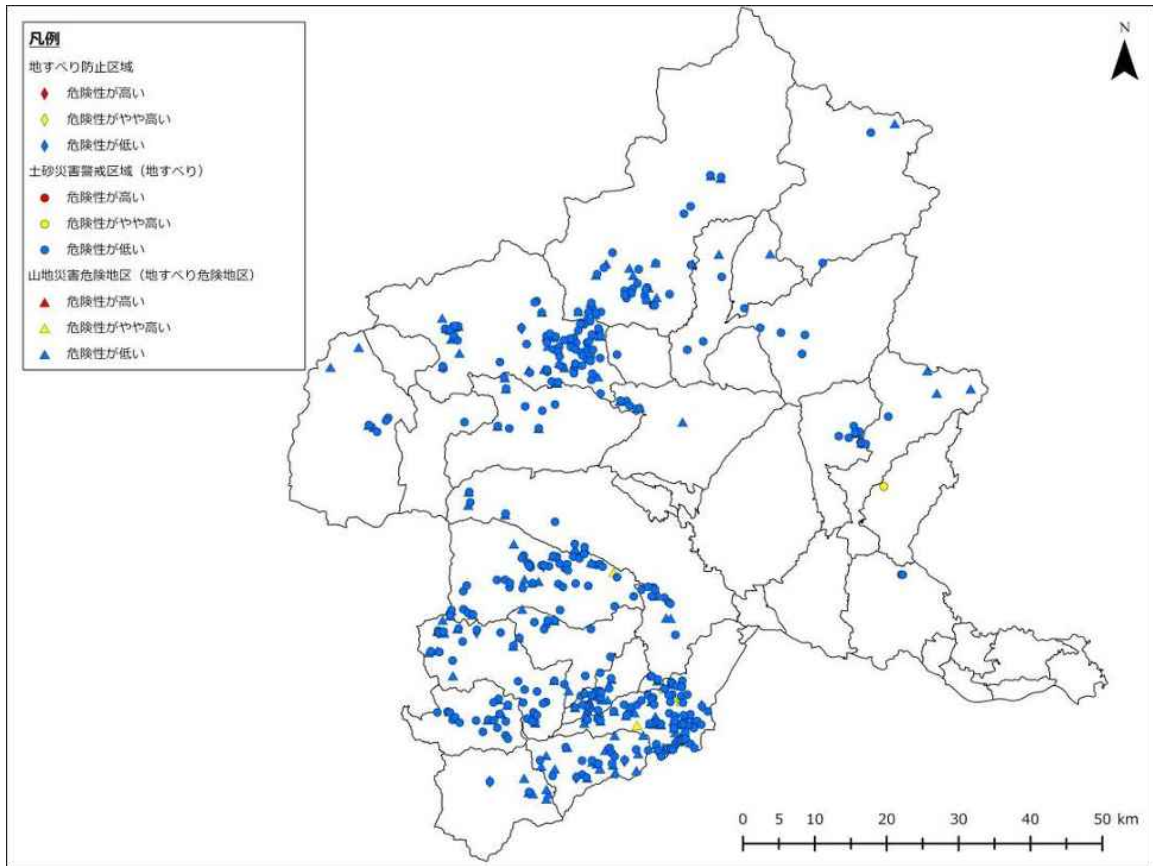 凡例
地すべり防止区域
危険性が高い
危険性がやや高い
危険性が低い
土砂災害警戒区域(地すべり)
危険性が高い
危険性がやや高い
危険性が低い
山地災害危険地区(地すべり危険地区)
危険性が高い
危険性がやや高い
危険性が低い
N
0 5 10 20 30 40 50 km